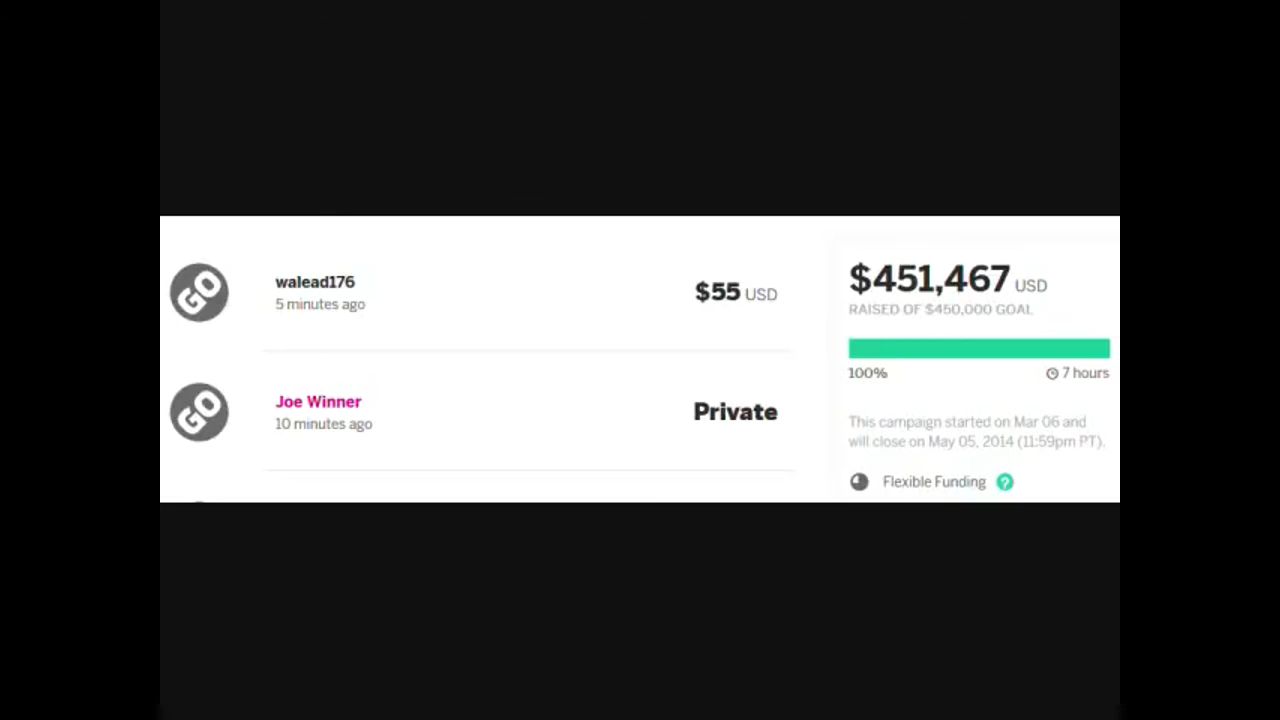 GO
walead176
5 minutes ago
$55 USD
GO
Joe Winner
10 minutes ago
Private
$451,467 USD
RAISED OF $450,000 GOAL
100%
7 hours
This campaign started on Mar 06 and
will close on May 05, 2014 (11:59pm PT).
Flexible Funding ?